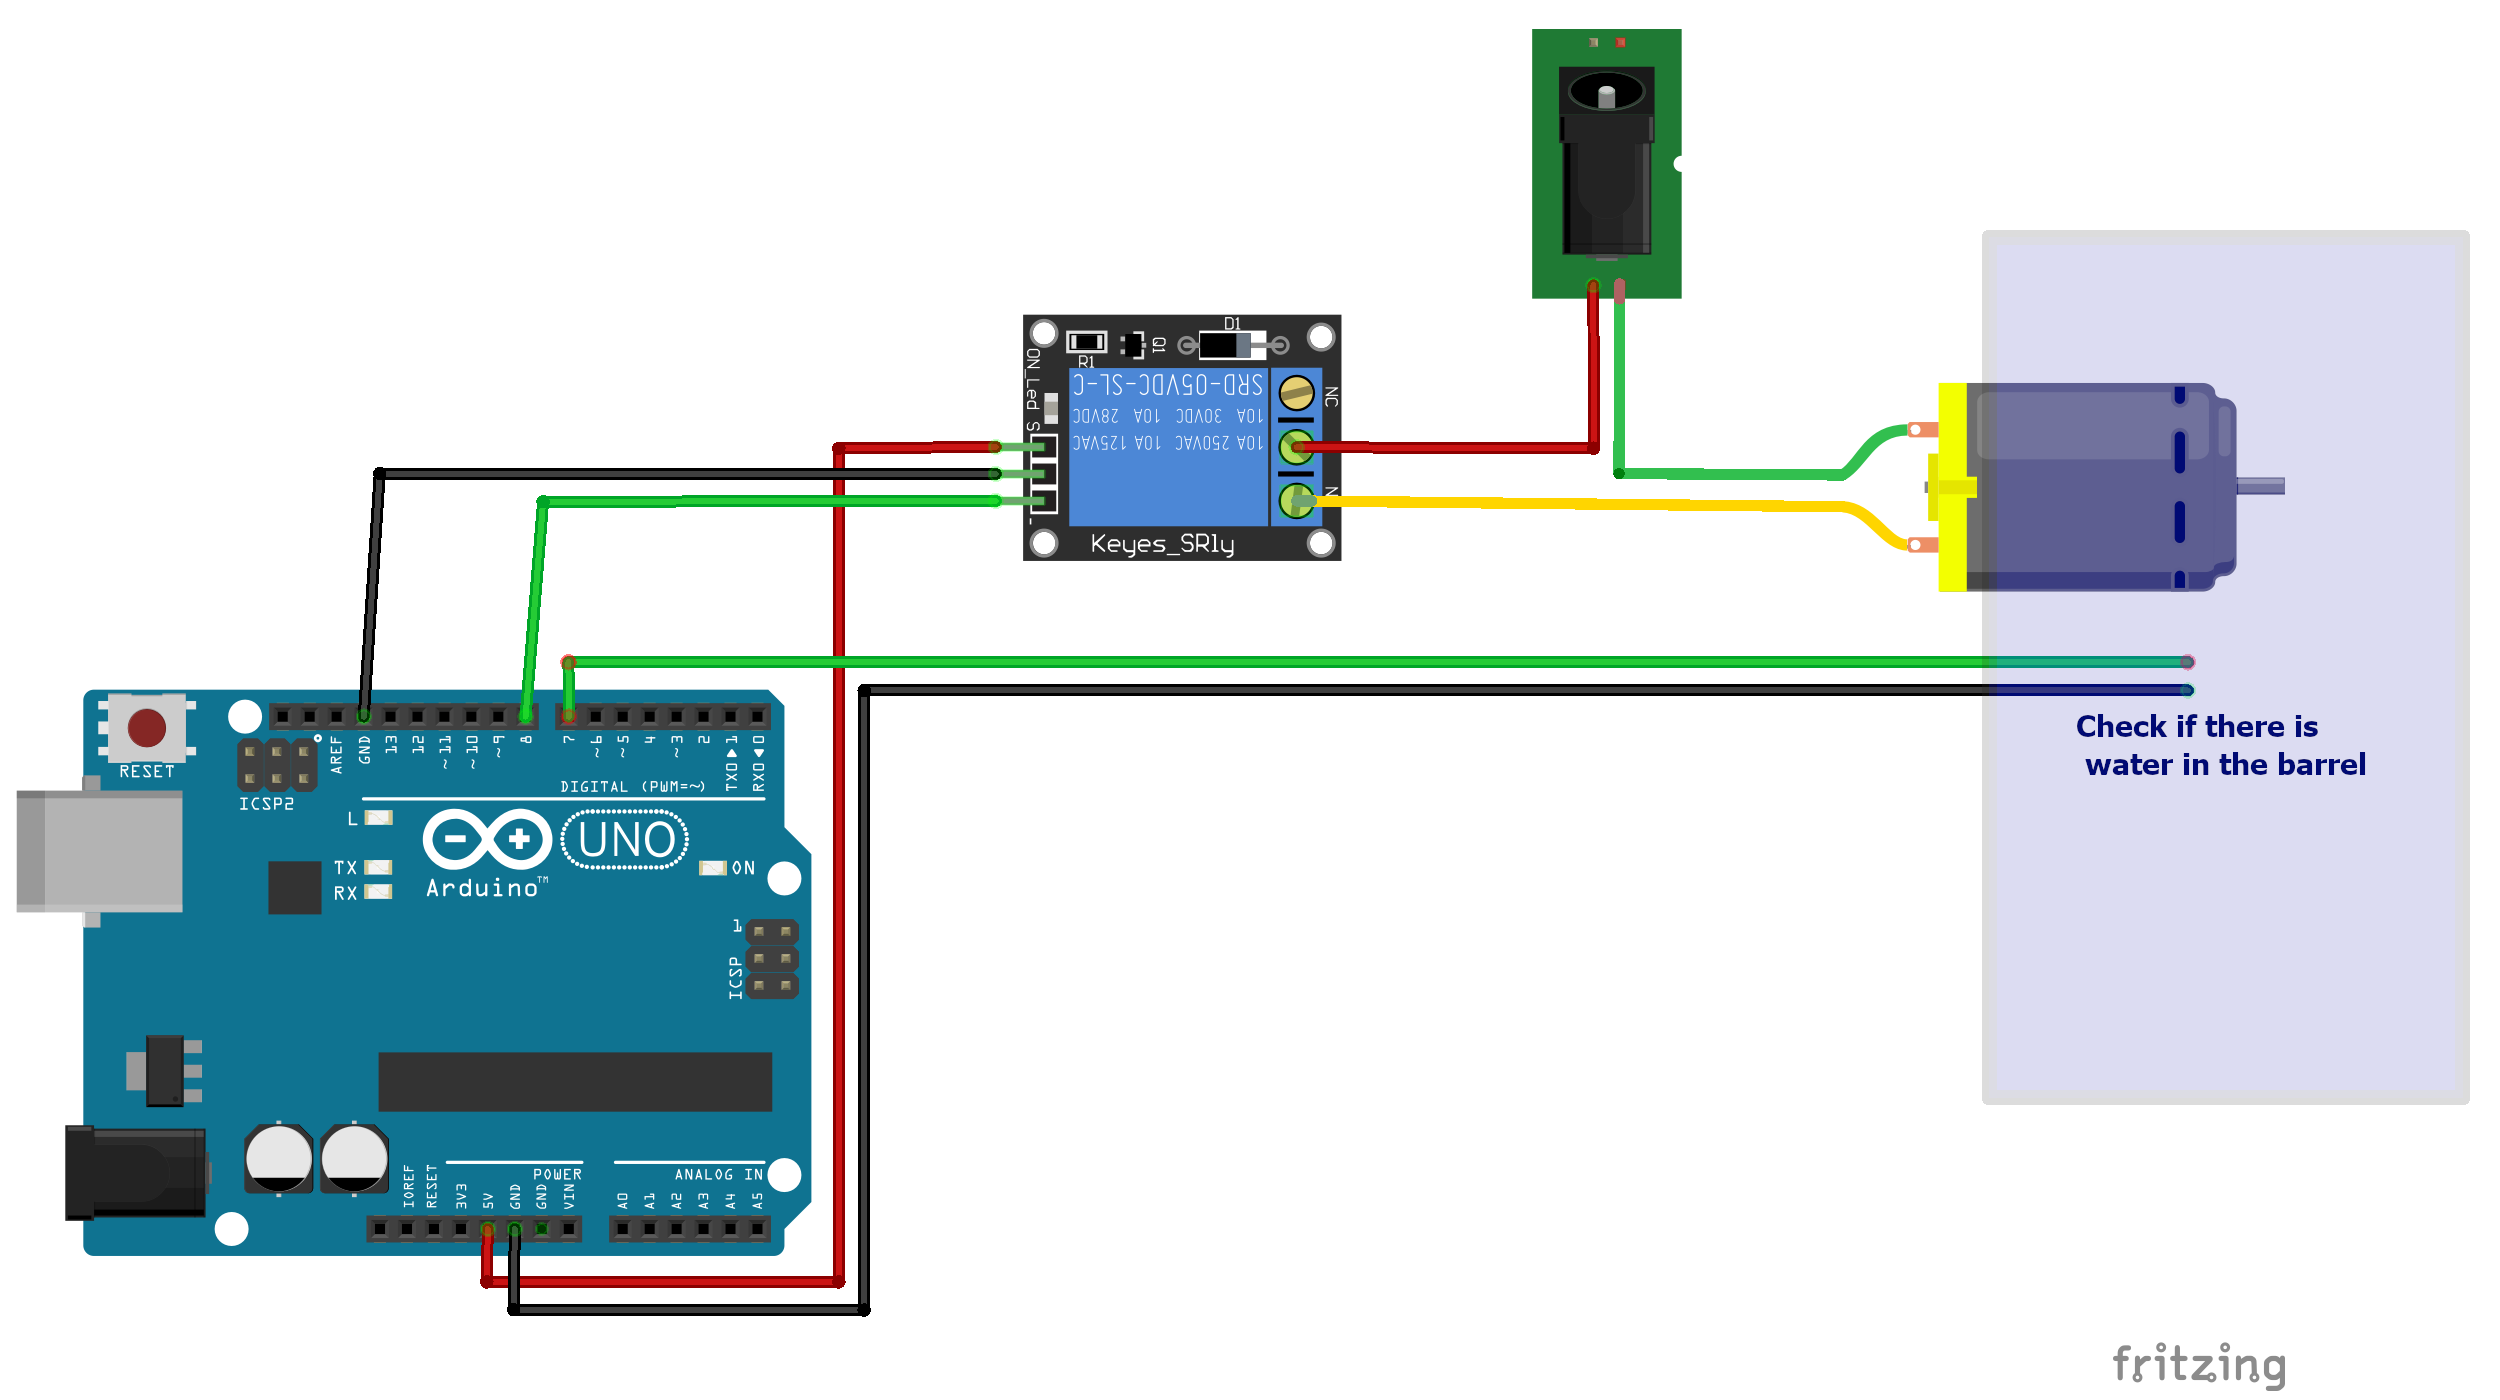 D1
Q1
R1
ON_Led
S
-
SRD-05VDC-SL-C
10A 30VDC 10A 28VDC
10A 250VAC 10A 125VAC
NC
N
Keyes_SRly
RESET
ICSP2
AREF
GND
13
12
~11
~10
~9
8
7
~6
~5
4
~3
2
TX0▶1
RX0◀0
DIGITAL (PWM=~)
L
TX
RX
UNO
ON
Arduino™
1
ICSP
IOREF
RESET
3V3
5V
GND
GND
VIN
POWER
ANALOG IN
A0
A1
A2
A3
A4
A5
Check if there is
water in the barrel
fritzing